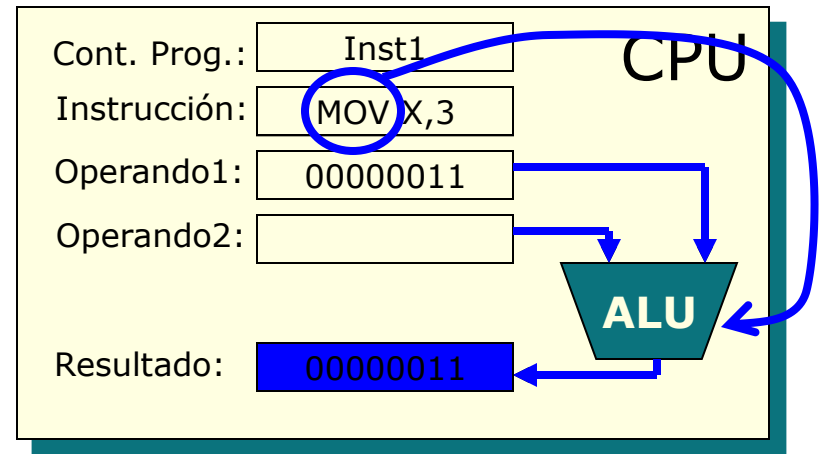 CPU
Cont. Prog.: Inst1
Instrucción: MOV X,3
Operando1: 00000011
Operando2:
ALU
Resultado: 00000011